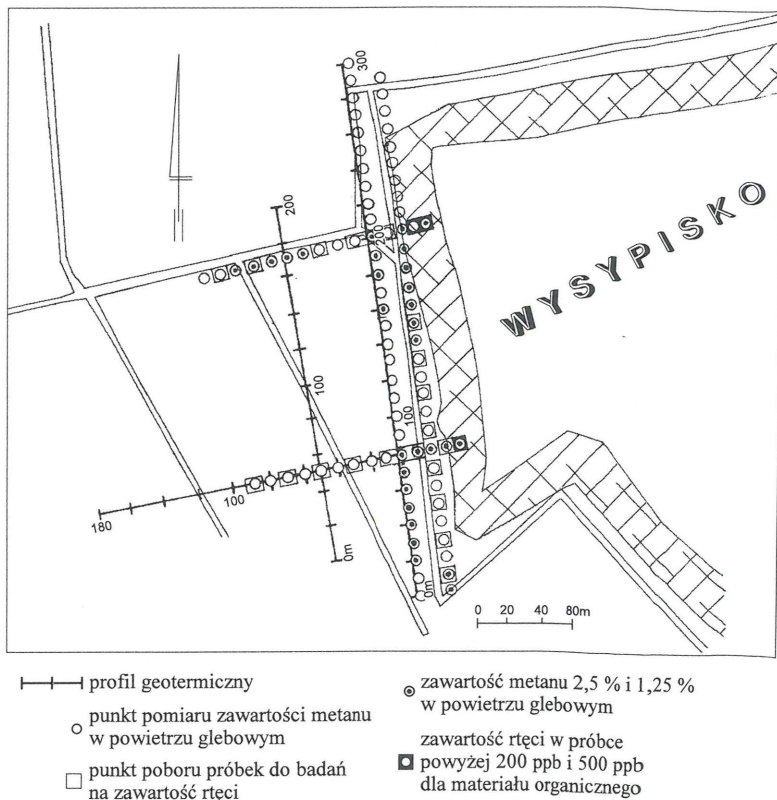 300
200
200
WYSYPISKO
100
100
100
180
0m
0m
0 20 40 80m
profil geotermiczny
punkt pomiaru zawartości metanu
w powietrzu glebowym
punkt poboru próbek do badań
na zawartość rtęci
zawartość metanu 2,5 % i 1,25 %
w powietrzu glebowym
zawartość rtęci w próbce
powyżej 200 ppb i 500 ppb
dla materiału organicznego